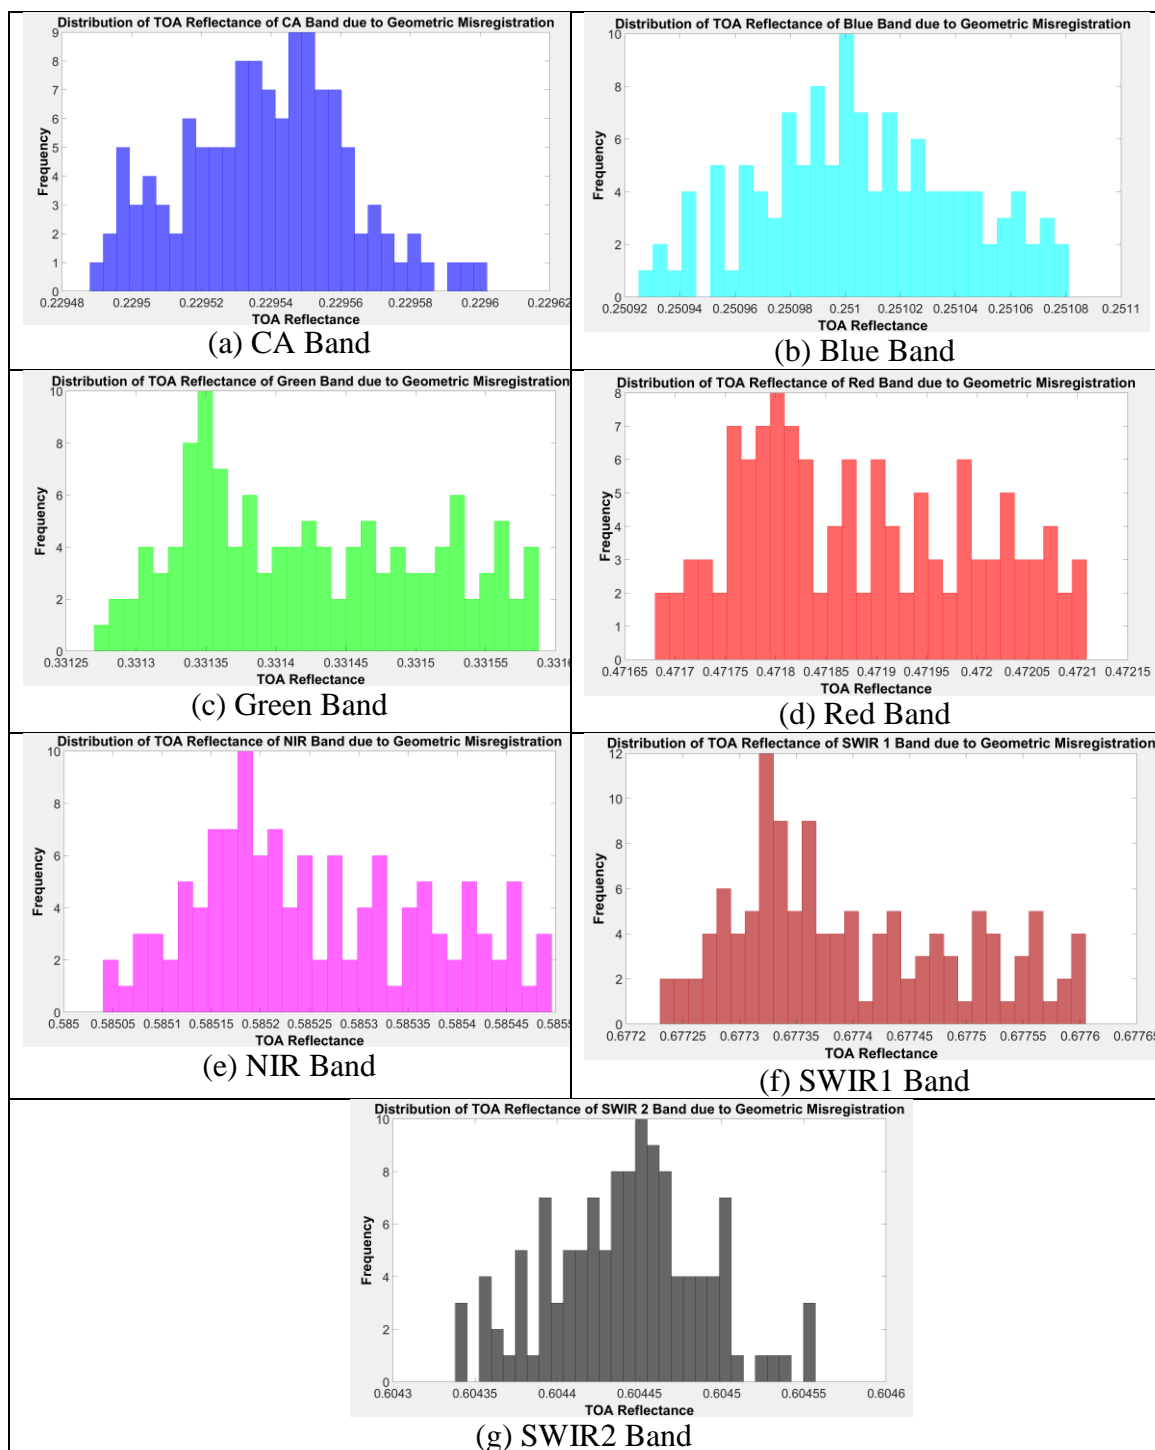 Distribution of TOA Reflectance of CA Band due to Geometric Misregistration
9
8
7
6
5
4
3
2
1
0
Frequency
0.22948 0.2295 0.22952 0.22954 0.22956 0.22958 0.2296 0.22962
TOA Reflectance
(a) CA Band
Distribution of TOA Reflectance of Blue Band due to Geometric Misregistration
10
8
6
4
2
0
Frequency
0.25092 0.25094 0.25096 0.25098 0.251 0.25102 0.25104 0.25106 0.25108 0.2511
TOA Reflectance
(b) Blue Band
Distribution of TOA Reflectance of Green Band due to Geometric Misregistration
10
8
6
4
2
0
Frequency
0.33125 0.3313 0.33135 0.3314 0.33145 0.3315 0.33155 0.3316
TOA Reflectance
(c) Green Band
Distribution of TOA Reflectance of Red Band due to Geometric Misregistration
8
7
6
5
4
3
2
1
0
Frequency
0.47165 0.4717 0.47175 0.4718 0.47185 0.4719 0.47195 0.472 0.47205 0.4721 0.47215
TOA Reflectance
(d) Red Band
Distribution of TOA Reflectance of NIR Band due to Geometric Misregistration
10
8
6
4
2
0
Frequency
0.585 0.58505 0.5851 0.58515 0.5852 0.58525 0.5853 0.58535 0.5854 0.58545 0.5855
TOA Reflectance
(e) NIR Band
Distribution of TOA Reflectance of SWIR 1 Band due to Geometric Misregistration
12
10
8
6
4
2
0
Frequency
0.6772 0.67725 0.6773 0.67735 0.6774 0.67745 0.6775 0.67755 0.6776 0.67765
TOA Reflectance
(f) SWIR1 Band
Distribution of TOA Reflectance of SWIR 2 Band due to Geometric Misregistration
10
8
6
4
2
0
Frequency
0.6043 0.60435 0.6044 0.60445 0.6045 0.60455 0.6046
TOA Reflectance
(g) SWIR2 Band